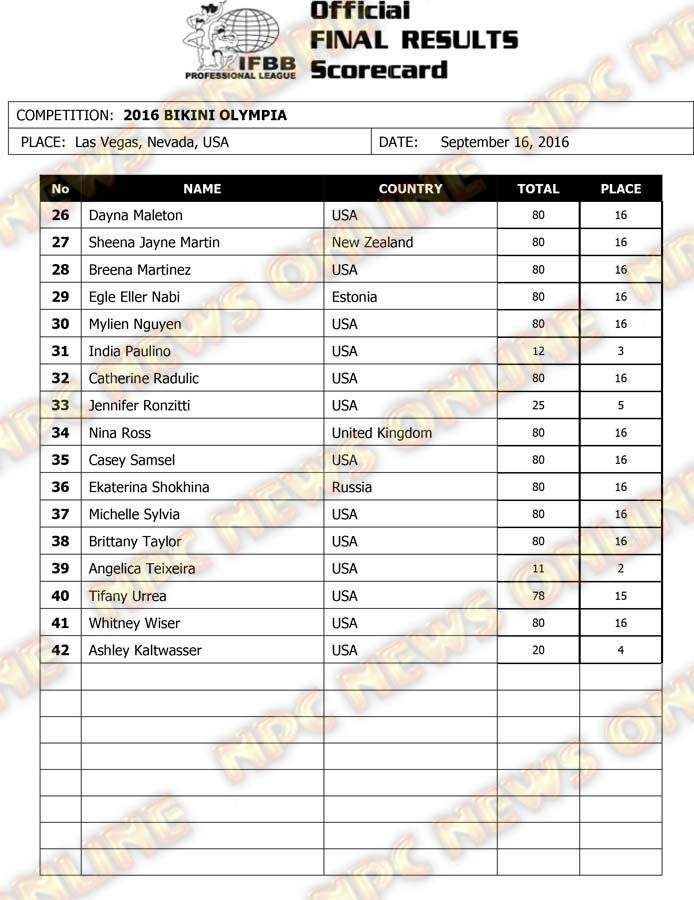 Official
FINAL RESULTS
Scorecard
IFBB
PROFESSIONAL LEAGUE
COMPETITION: 2016 BIKINI OLYMPIA
PLACE: Las Vegas, Nevada, USA DATE: September 16, 2016
No NAME COUNTRY TOTAL PLACE
26 Dayna Maleton USA 80 16
27 Sheena Jayne Martin New Zealand 80 16
28 Breena Martinez USA 80 16
29 Egle Eller Nabi Estonia 80 16
30 Mylien Nguyen USA 80 16
31 India Paulino USA 12 3
32 Catherine Radulic USA 80 16
33 Jennifer Ronzitti USA 25 5
34 Nina Ross United Kingdom 80 16
35 Casey Samsel USA 80 16
36 Ekaterina Shokhina Russia 80 16
37 Michelle Sylvia USA 80 16
38 Brittany Taylor USA 80 16
39 Angelica Teixeira USA 11 2
40 Tifany Urrea USA 78 15
41 Whitney Wiser USA 80 16
42 Ashley Kaltwasser USA 20 4
NPC NEWS ONLINE